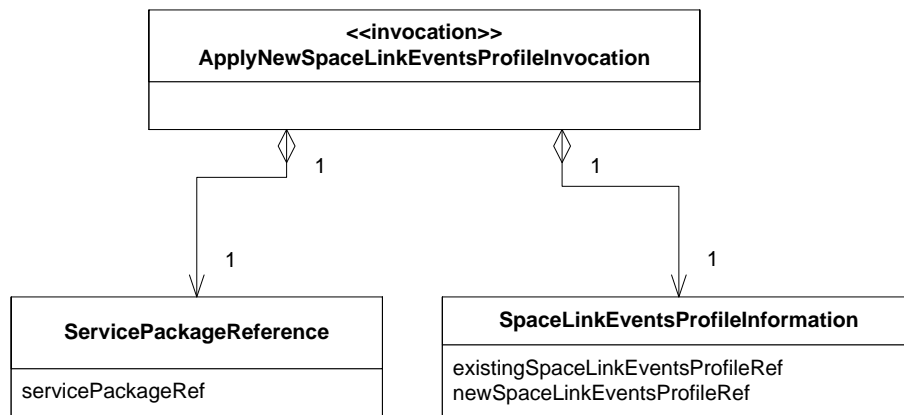 <<invocation>>
ApplyNewSpaceLinkEventsProfileInvocation
1
1
1
1
ServicePackageReference
servicePackageRef
SpaceLinkEventsProfileInformation
existingSpaceLinkEventsProfileRef
newSpaceLinkEventsProfileRef